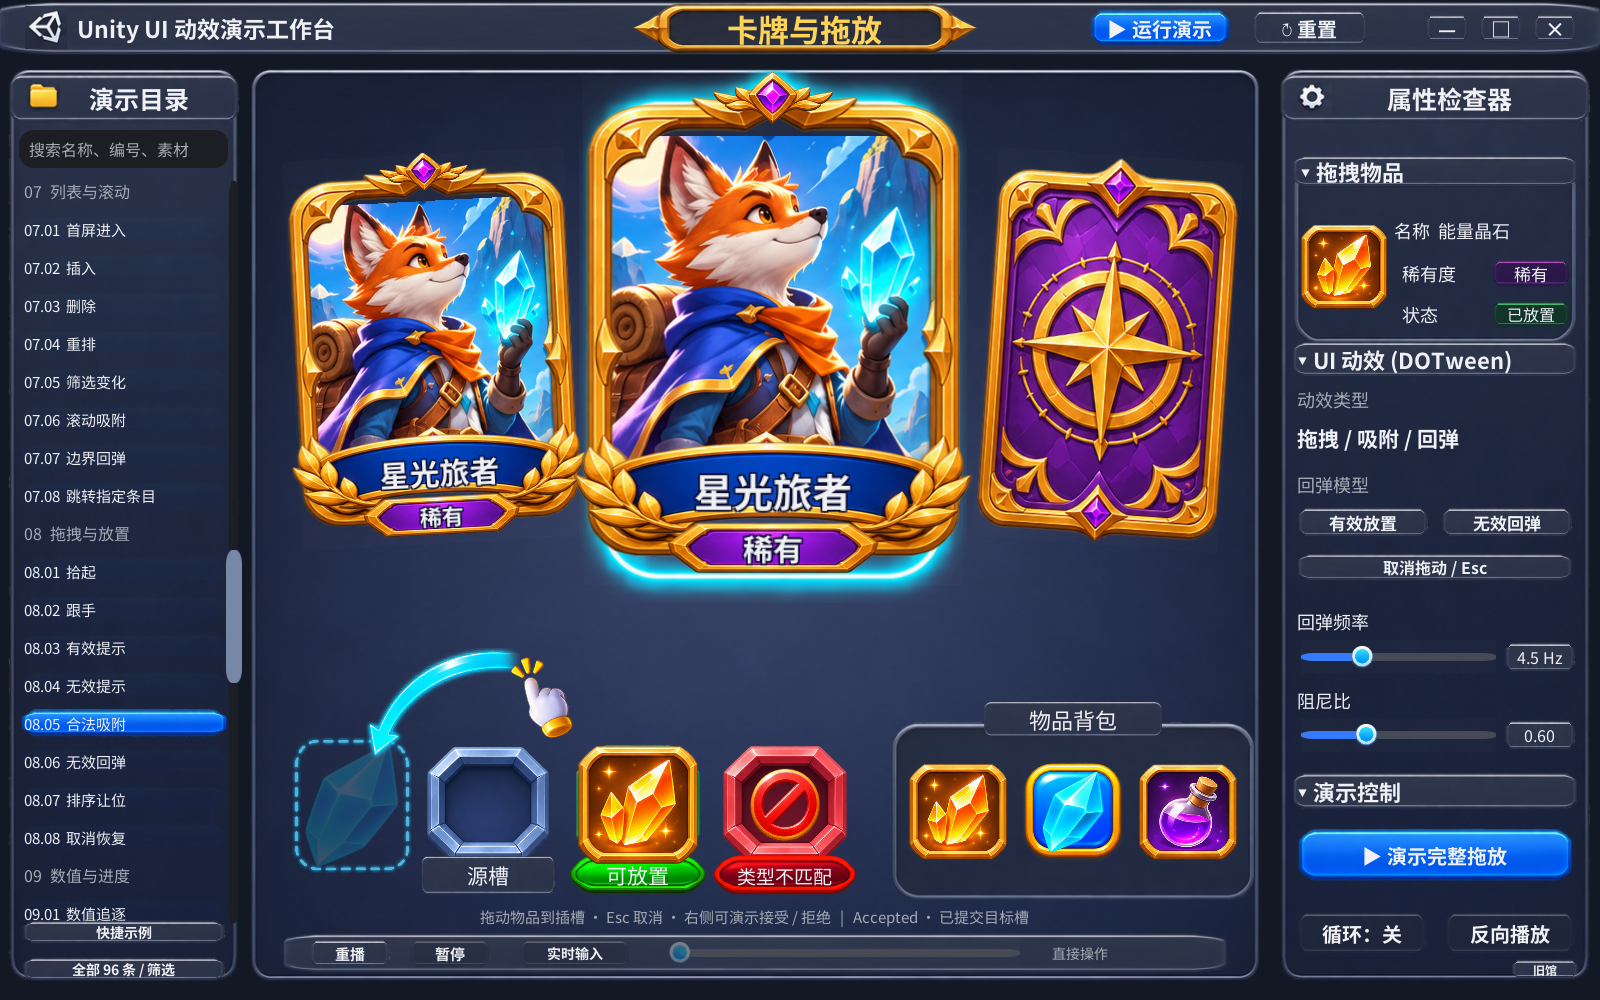 Unity UI 动效演示工作台
卡牌与拖放
运行演示
重置
演示目录
搜索名称、编号、素材
07 列表与滚动
07.01 首屏进入
07.02 插入
07.03 删除
07.04 重排
07.05 筛选变化
07.06 滚动吸附
07.07 边界回弹
07.08 跳转指定条目
08 拖拽与放置
08.01 拾起
08.02 跟手
08.03 有效提示
08.04 无效提示
08.05 合法吸附
08.06 无效回弹
08.07 排序让位
08.08 取消恢复
09 数值与进度
09.01 数值追逐
快捷示例
全部 96 条 / 筛选
星光旅者
稀有
星光旅者
稀有
源槽
可放置
类型不匹配
物品背包
拖动物品到插槽 · Esc 取消 · 右侧可演示接受 / 拒绝 | Accepted · 已提交目标槽
重播
暂停
实时输入
直接操作
属性检查器
拖拽物品
名称 能量晶石
稀有度 稀有
状态 已放置
UI 动效 (DOTween)
动效类型
拖拽 / 吸附 / 回弹
回弹模型
有效放置 无效回弹
取消拖动 / Esc
回弹频率
4.5 Hz
阻尼比
0.60
演示控制
演示完整拖放
循环：关 反向播放
旧馆